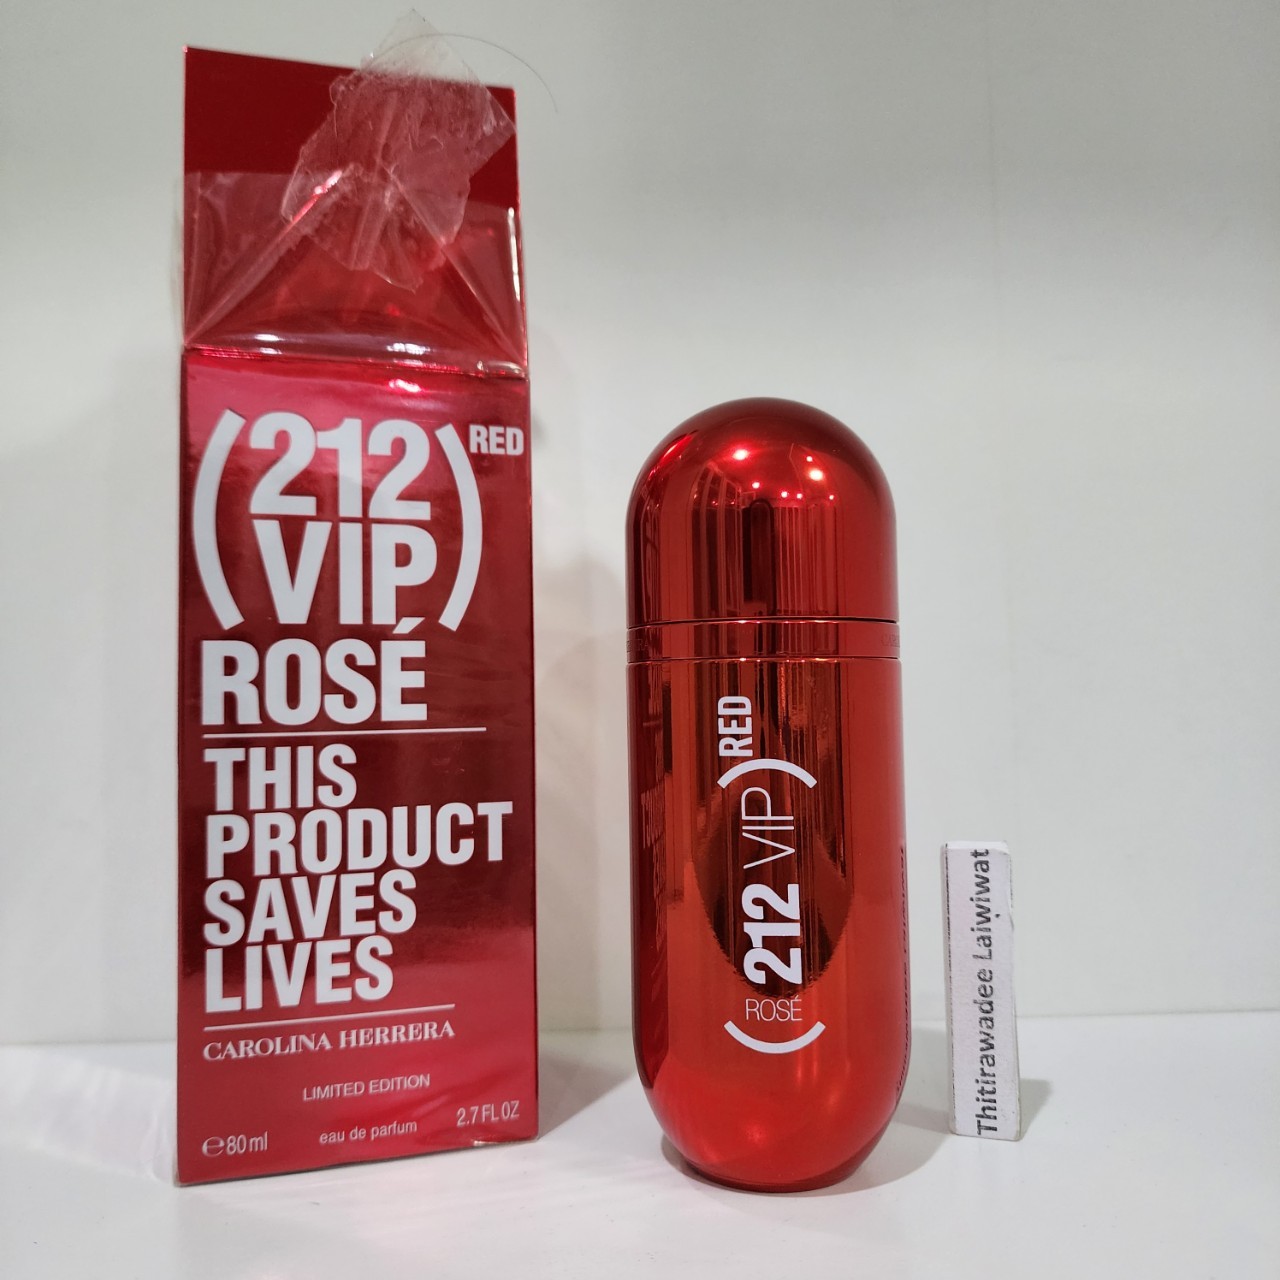 (212
VIP) RED
ROSÉ
THIS
PRODUCT
SAVES
LIVES
CAROLINA HERRERA
LIMITED EDITION
℮80ml
eau de parfum
2.7 FL OZ
(ROSÉ 212 VIP) RED
Thitirawadee Laiwiwat